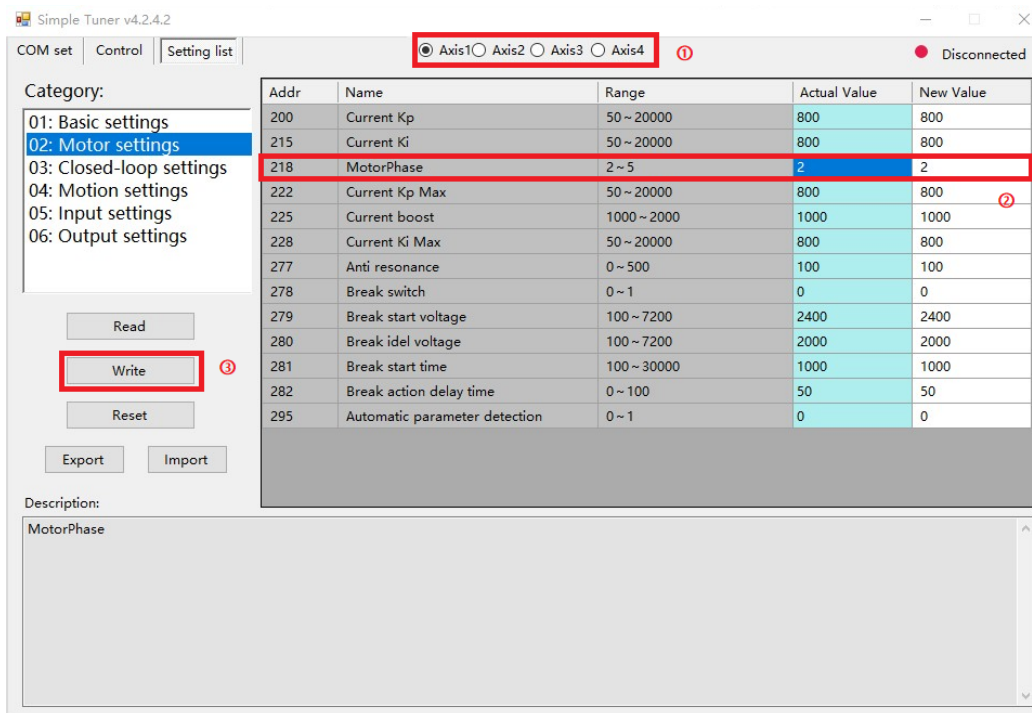 Simple Tuner v4.2.4.2
COM set Control Setting list Axis1 Axis2 Axis3 Axis4 ① Disconnected
Category:
01: Basic settings
02: Motor settings
03: Closed-loop settings
04: Motion settings
05: Input settings
06: Output settings
Read
Write ③
Reset
Export Import
Addr Name Range Actual Value New Value
200 Current Kp 50 ~ 20000 800 800
215 Current Ki 50 ~ 20000 800 800
218 MotorPhase 2 ~ 5 2 2
222 Current Kp Max 50 ~ 20000 800 800
②
225 Current boost 1000 ~ 2000 1000 1000
228 Current Ki Max 50 ~ 20000 800 800
277 Anti resonance 0 ~ 500 100 100
278 Break switch 0 ~ 1 0 0
279 Break start voltage 100 ~ 7200 2400 2400
280 Break idel voltage 100 ~ 7200 2000 2000
281 Break start time 100 ~ 30000 1000 1000
282 Break action delay time 0 ~ 100 50 50
295 Automatic parameter detection 0 ~ 1 0 0
Description:
MotorPhase